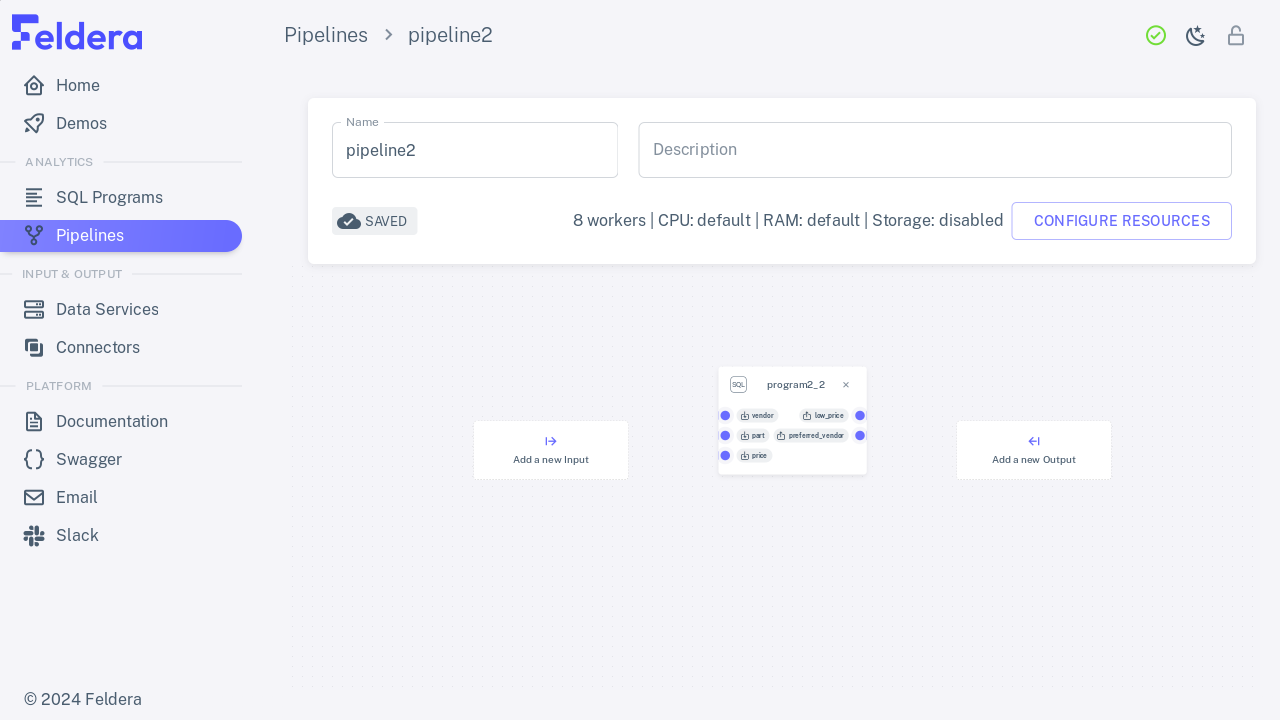 Feldera
Pipelines > pipeline2
Home
Demos
ANALYTICS
SQL Programs
Pipelines
INPUT & OUTPUT
Data Services
Connectors
PLATFORM
Documentation
Swagger
Email
Slack
© 2024 Feldera
Name
pipeline2
Description
SAVED
8 workers | CPU: default | RAM: default | Storage: disabled
CONFIGURE RESOURCES
Add a new Input
SQL
program2_2
vendor
low_price
part
preferred_vendor
price
Add a new Output